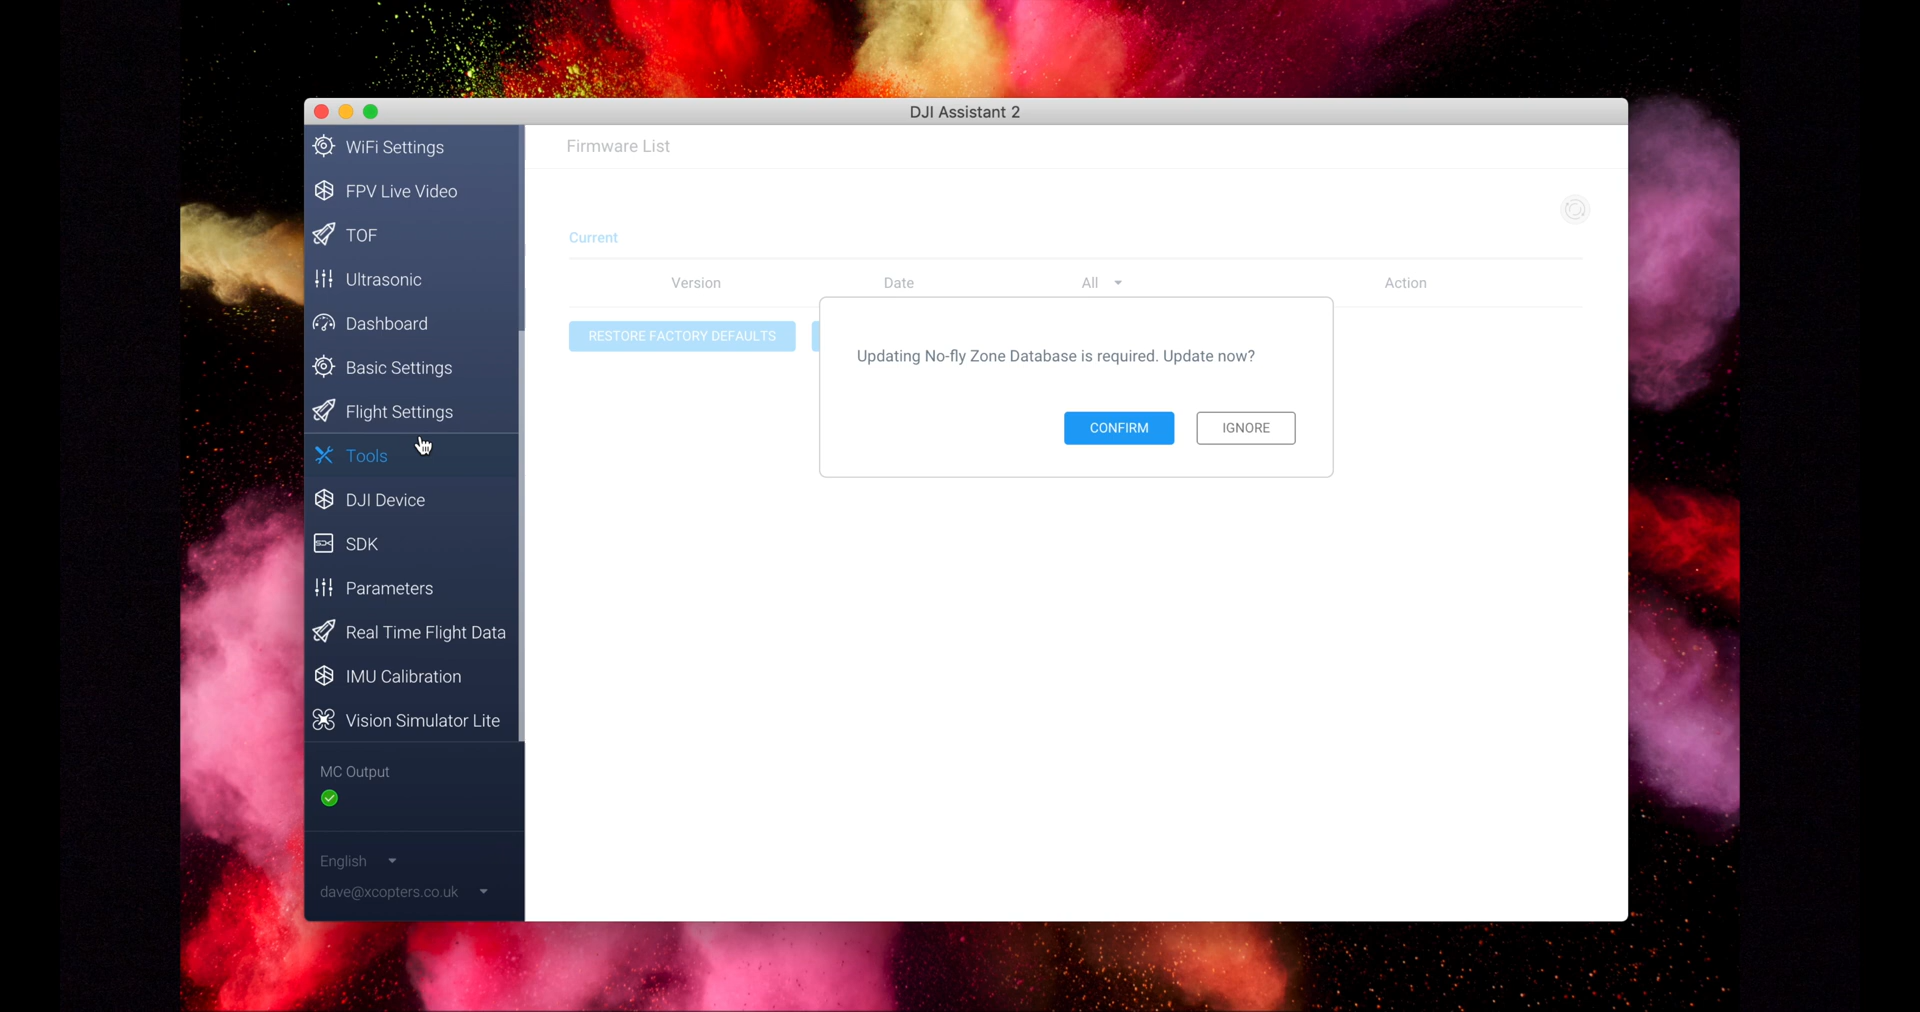 DJI Assistant 2
WiFi Settings
FPV Live Video
TOF
Ultrasonic
Dashboard
Basic Settings
Flight Settings
Tools
DJI Device
SDK
Parameters
Real Time Flight Data
IMU Calibration
Vision Simulator Lite
MC Output
English
dave@xcopters.co.uk
Firmware List
Current
Version Date All Action
RESTORE FACTORY DEFAULTS
Updating No-fly Zone Database is required. Update now?
CONFIRM IGNORE